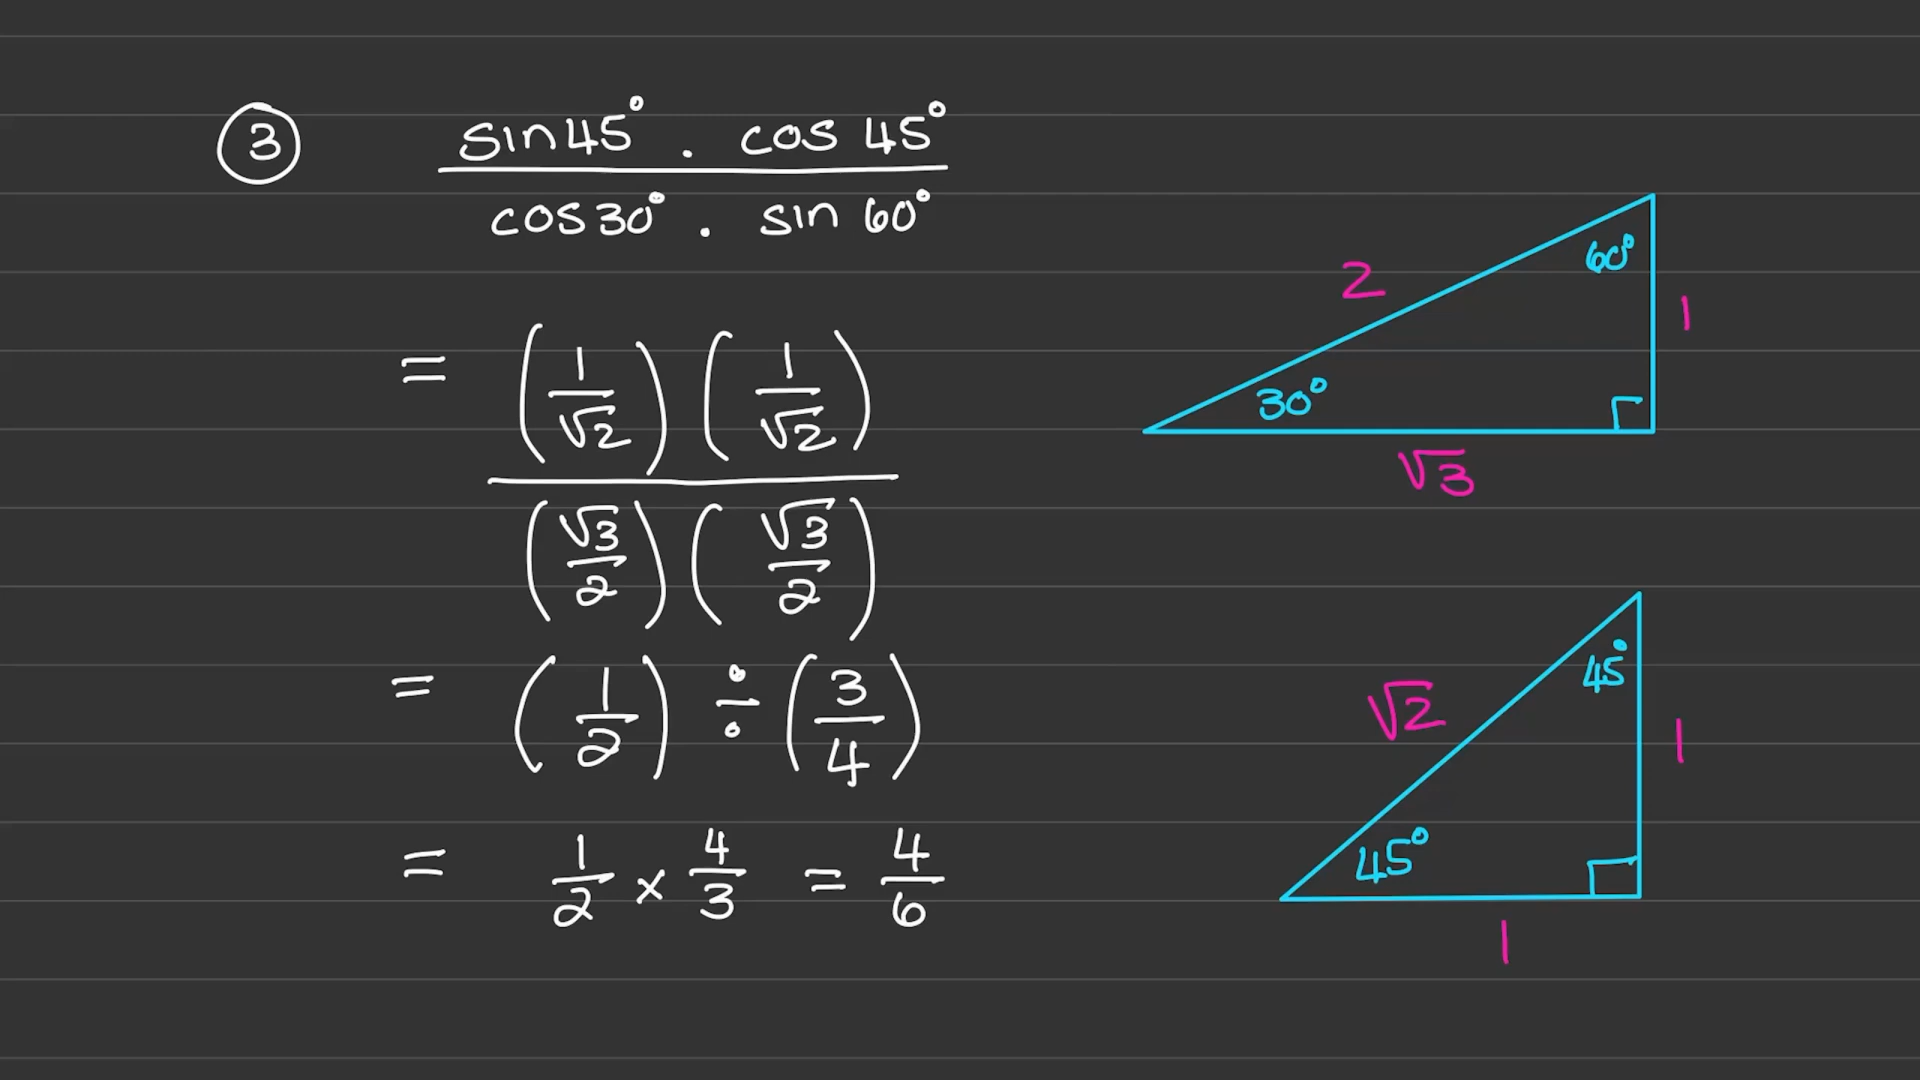 ③ sin45° . cos 45°
cos30° . sin 60°
= (1/√2) (1/√2)
(√3/2) (√3/2)
= (1/2) ÷ (3/4)
= 1/2 × 4/3 = 4/6
60°
2
1
30°
√3
45°
√2
1
45°
1